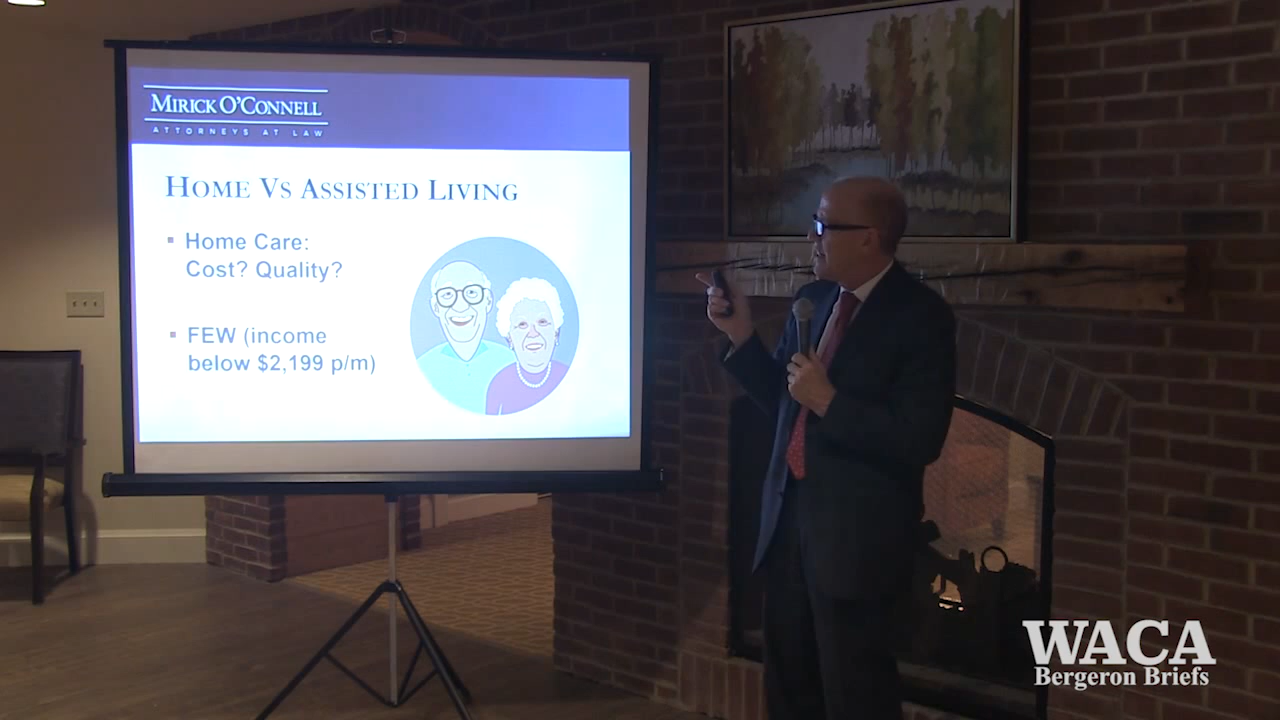 MIRICK O'CONNELL
ATTORNEYS AT LAW
HOME VS ASSISTED LIVING
▪ Home Care:
Cost? Quality?
▪ FEW (income
below $2,199 p/m)
WACA
Bergeron Briefs